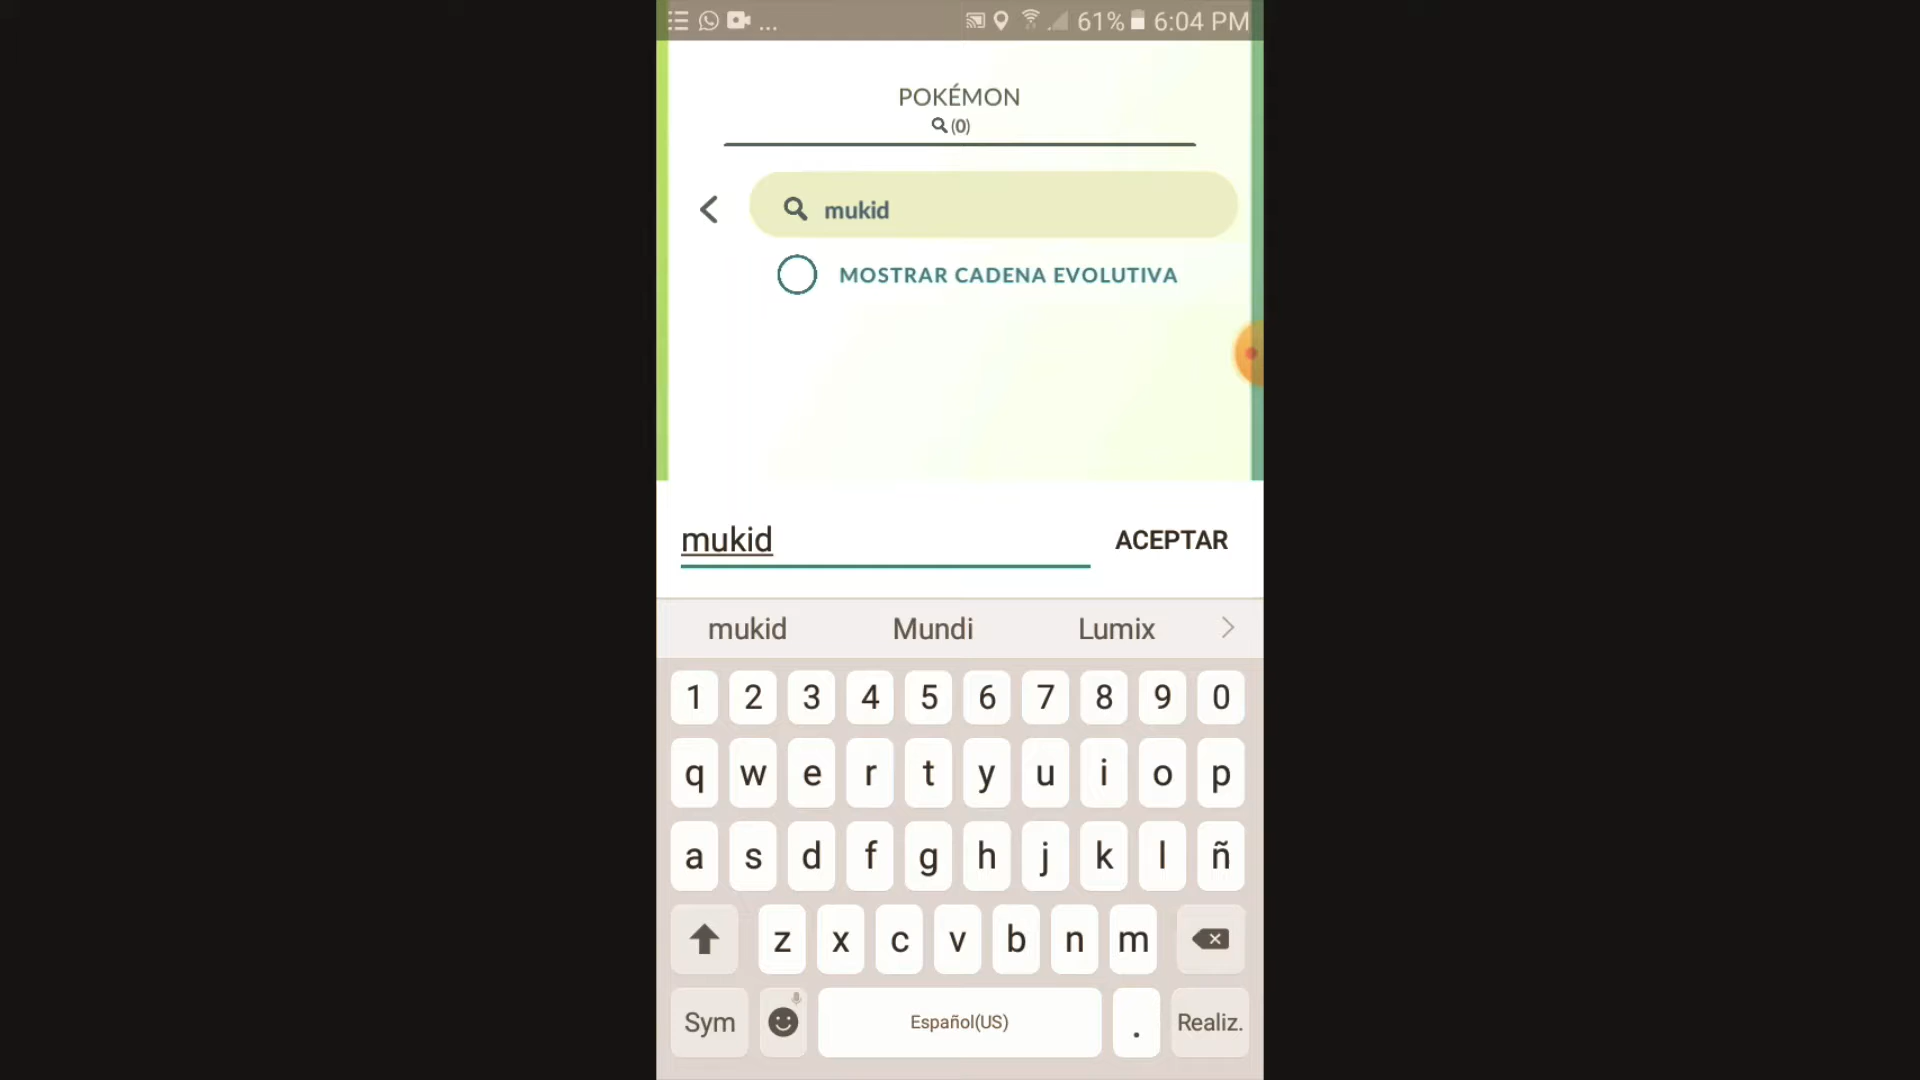 ... 61% 6:04 PM
POKÉMON
(0)
mukid
MOSTRAR CADENA EVOLUTIVA
mukid ACEPTAR
mukid Mundi Lumix
1 2 3 4 5 6 7 8 9 0
q w e r t y u i o p
a s d f g h j k l ñ
z x c v b n m
Sym Español(US) . Realiz.